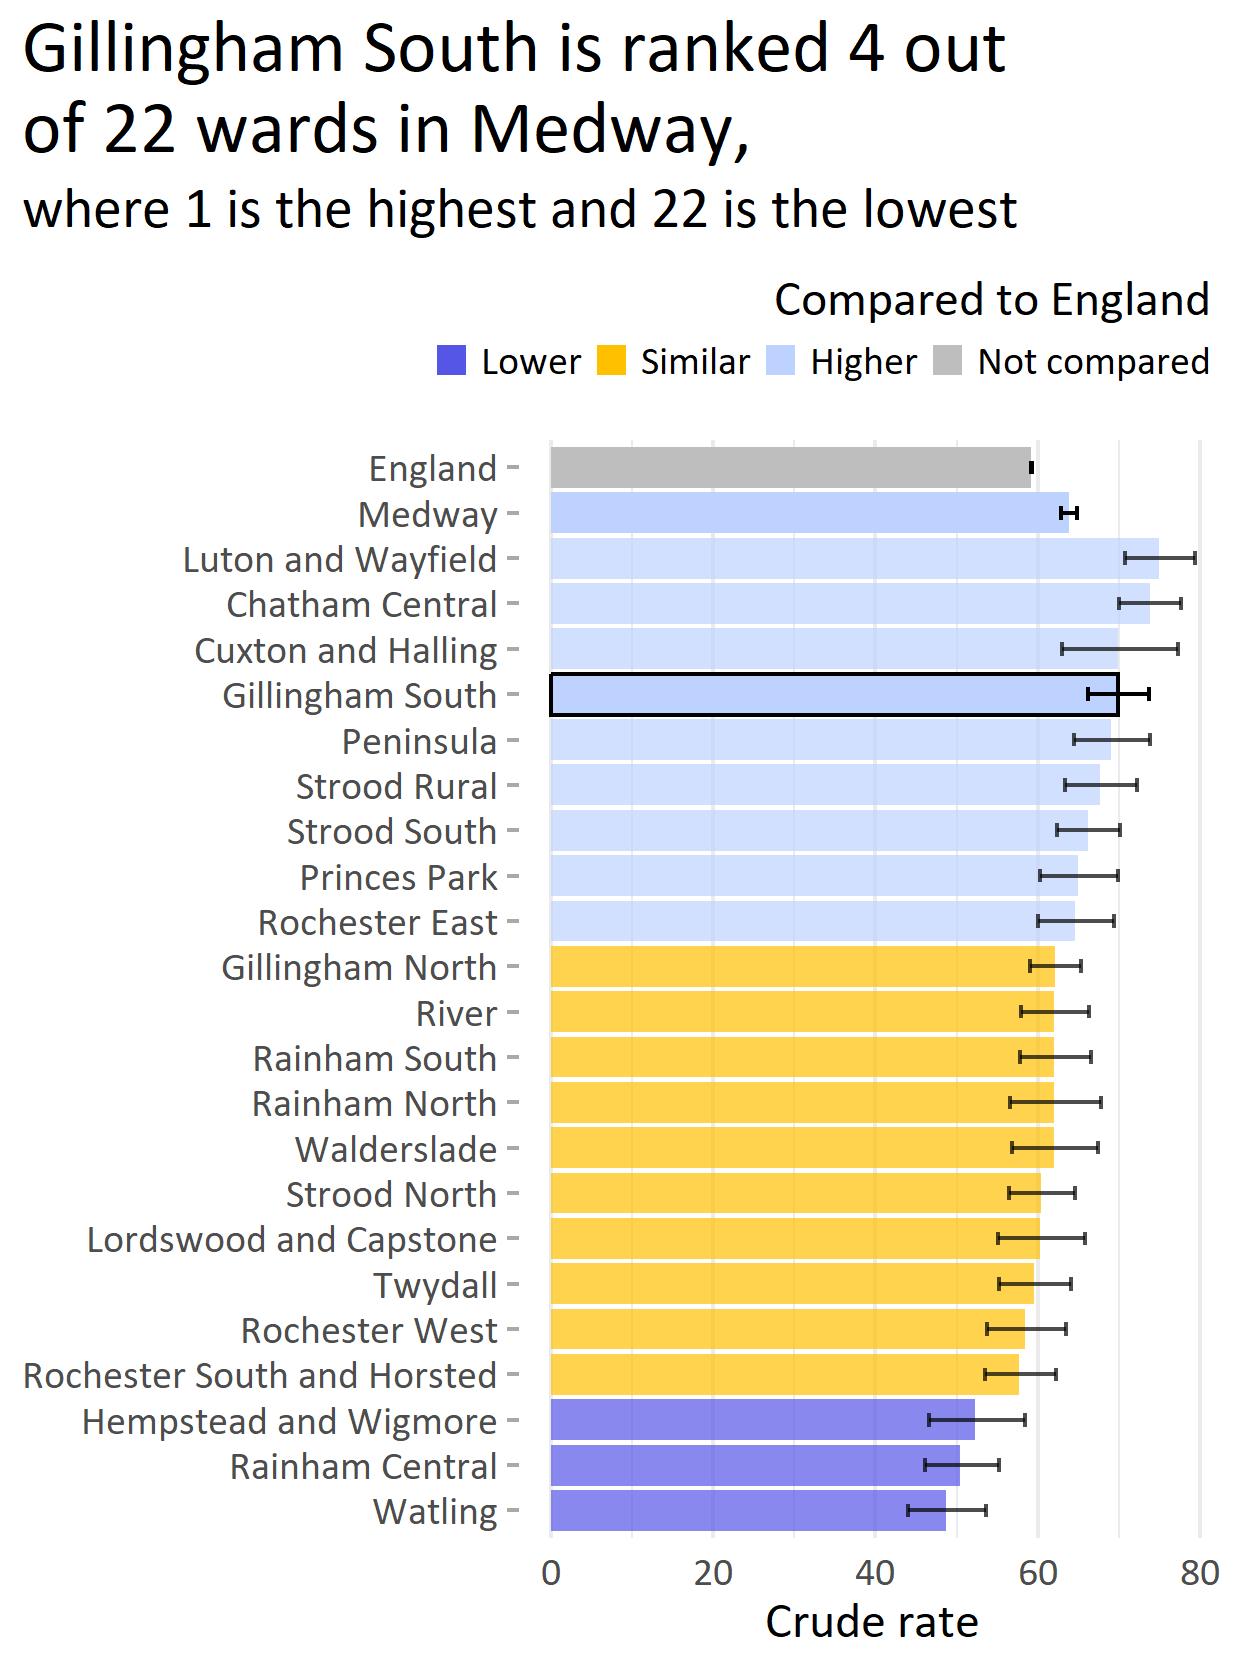 Gillingham South is ranked 4 out
of 22 wards in Medway,
where 1 is the highest and 22 is the lowest
Compared to England
Lower Similar Higher Not compared
England
Medway
Luton and Wayfield
Chatham Central
Cuxton and Halling
Gillingham South
Peninsula
Strood Rural
Strood South
Princes Park
Rochester East
Gillingham North
River
Rainham South
Rainham North
Walderslade
Strood North
Lordswood and Capstone
Twydall
Rochester West
Rochester South and Horsted
Hempstead and Wigmore
Rainham Central
Watling
0 20 40 60 80
Crude rate